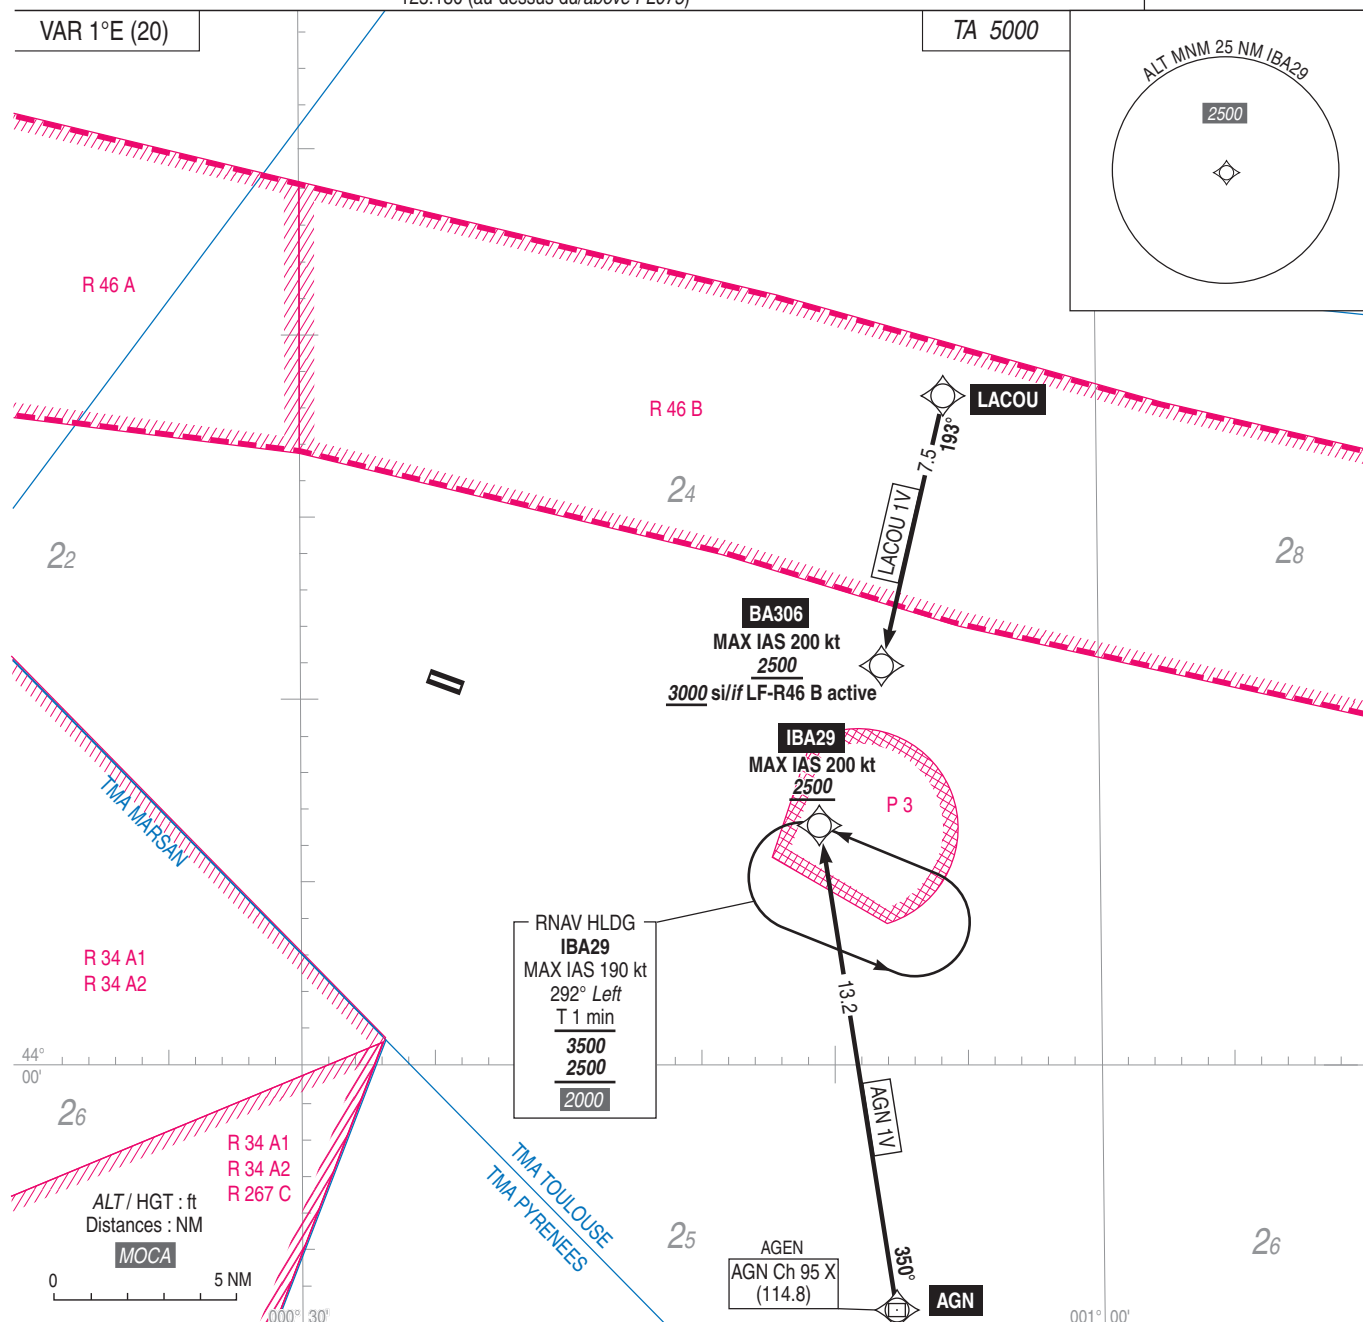 VAR 1°E (20)
TA 5000
ALT MNM 25 NM IBA29
2500
R 46 A
R 46 B
LACOU
193°
7.5
LACOU 1V
24
22
28
BA306
MAX IAS 200 kt
2500
3000 si/if LF-R46 B active
IBA29
MAX IAS 200 kt
2500
P 3
TMA MARSAN
RNAV HLDG
IBA29
MAX IAS 190 kt
292° Left
T 1 min
3500
2500
2000
13.2
R 34 A1
R 34 A2
44°
00'
26
AGN 1V
R 34 A1
R 34 A2
R 267 C
TMA TOULOUSE
TMA PYRENEES
ALT / HGT : ft
Distances : NM
MOCA
0 5 NM
25
26
AGEN
AGN Ch 95 X
(114.8)
350°
AGN
000° 30'
001° 00'